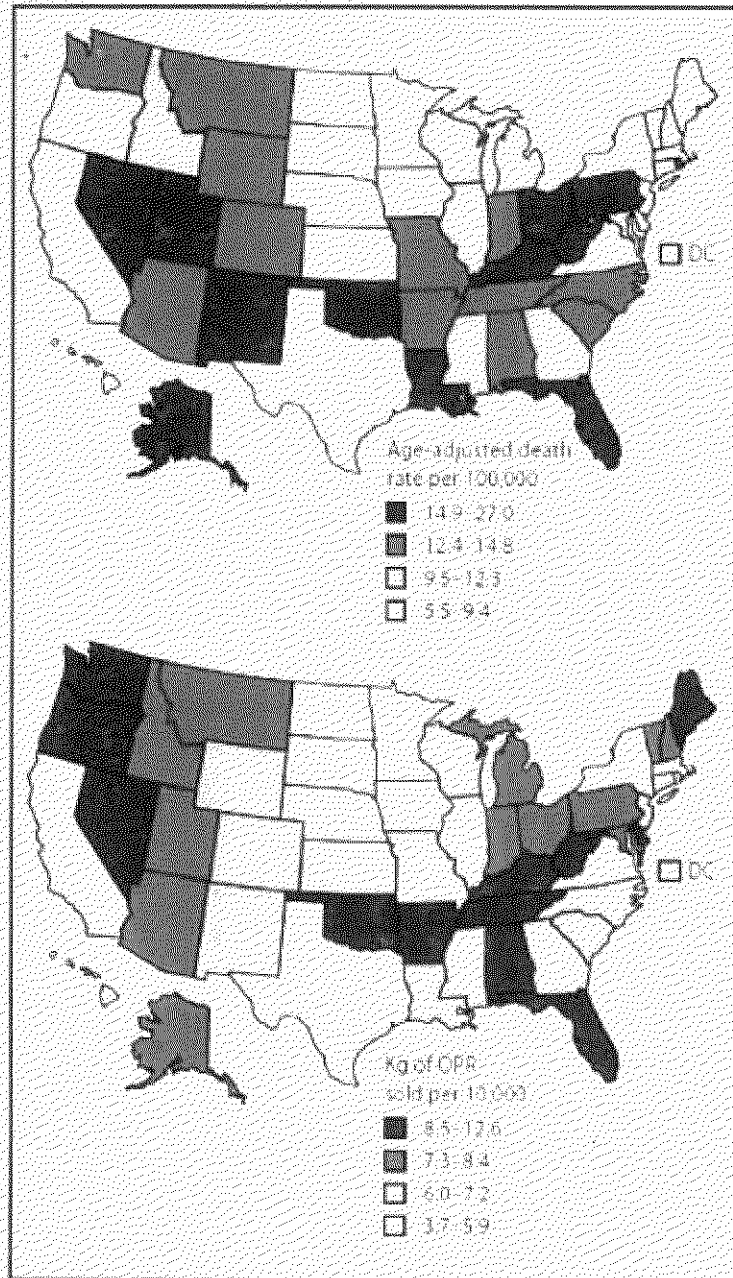 DC
Age-adjusted death
rate per 100,000
14.9-27.0
12.4-14.8
9.5-12.3
5.5-9.4
DC
Kg of OPR
sold per 10,000
8.5-12.6
7.3-8.4
6.0-7.2
3.7-5.9